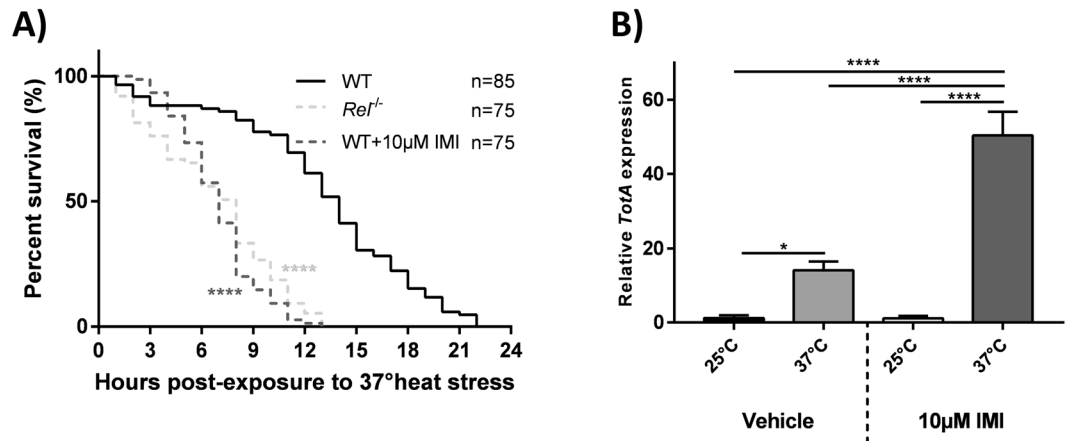 A)
Percent survival (%)
100
50
0
0 3 6 9 12 15 18 21 24
Hours post-exposure to 37°heat stress
WT n=85
Rel-/- n=75
WT+10µM IMI n=75
****
****
B)
Relative TotA expression
60
40
20
0
****
****
****
*
25°C 37°C 25°C 37°C
Vehicle 10µM IMI